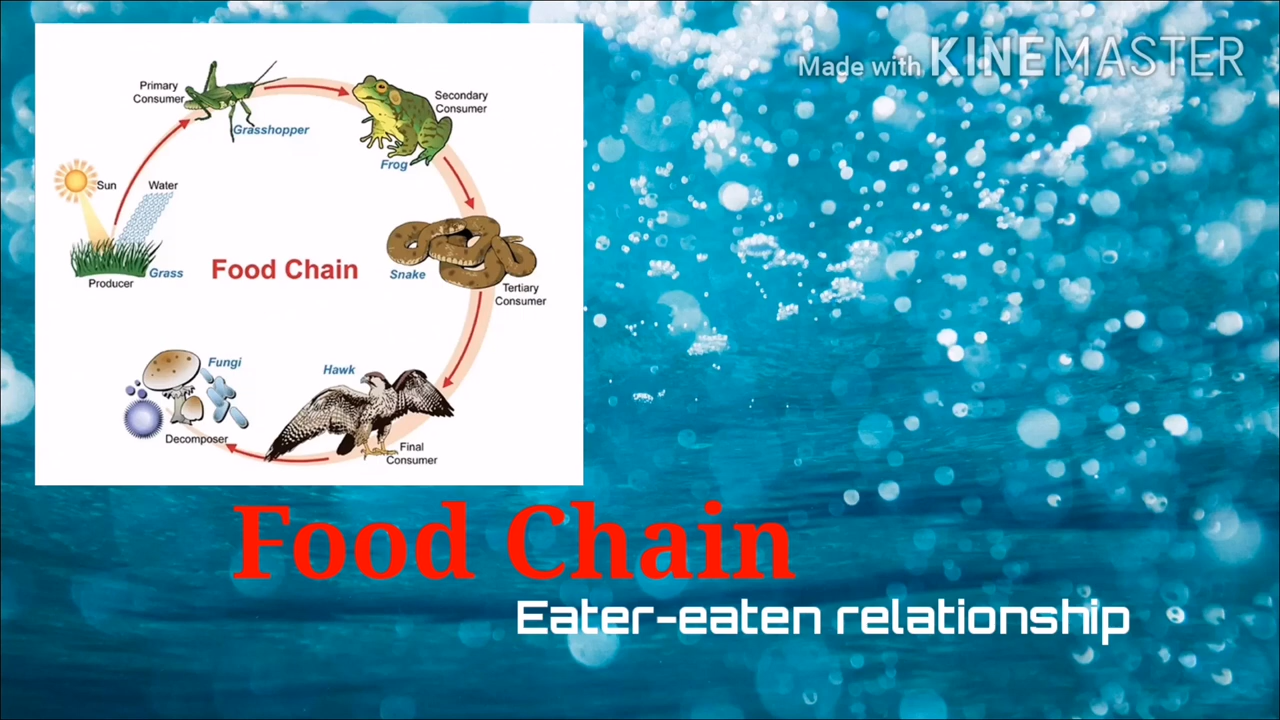 Made with KINEMASTER
Primary
Consumer
Grasshopper
Secondary
Consumer
Frog
Sun
Water
Grass
Producer
Food Chain
Snake
Tertiary
Consumer
Fungi
Decomposer
Hawk
Final
Consumer
Food Chain
Eater-eaten relationship